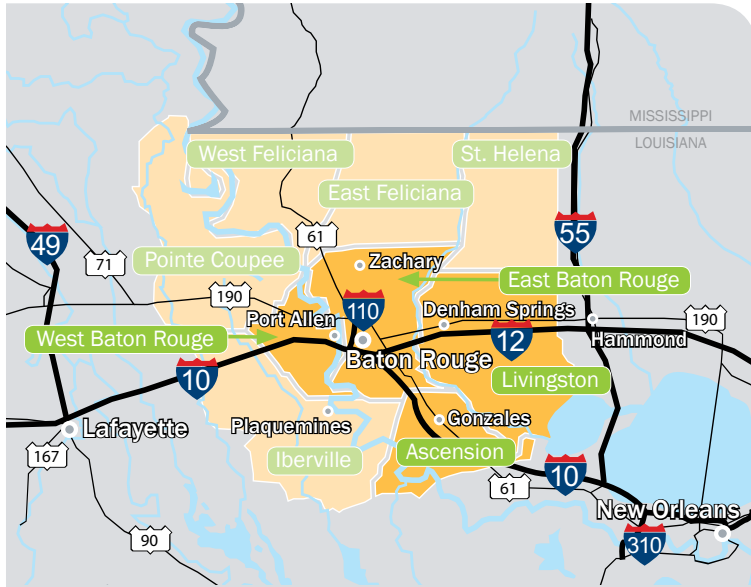 MISSISSIPPI
LOUISIANA
West Feliciana
St. Helena
East Feliciana
61
55
49
71
Pointe Coupee
Zachary
East Baton Rouge
190
110
Denham Springs
190
Port Allen
West Baton Rouge
12
Hammond
Baton Rouge
10
Livingston
Lafayette
Plaquemines
Gonzales
167
Iberville
Ascension
10
61
New Orleans
90
310